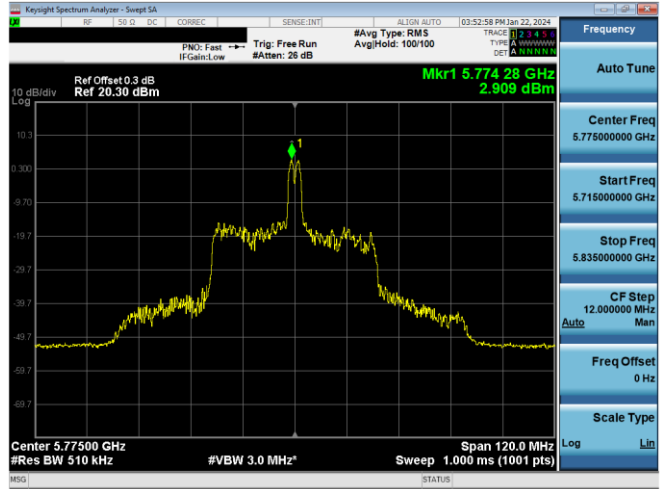 Keysight Spectrum Analyzer - Swept SA
RF 50 Ω DC CORREC SENSE:INT ALIGN AUTO 03:52:58 PM Jan 22, 2024
PNO: Fast
IFGain:Low
Trig: Free Run
#Atten: 26 dB
#Avg Type: RMS
Avg|Hold: 100/100
TRACE 1 2 3 4 5 6
TYPE A WWWWW
DET A N N N N N
Frequency
Auto Tune
Center Freq
5.775000000 GHz
Start Freq
5.715000000 GHz
Stop Freq
5.835000000 GHz
CF Step
12.000000 MHz
Auto Man
Freq Offset
0 Hz
Scale Type
Log Lin
Mkr1 5.774 28 GHz
2.909 dBm
Ref Offset 0.3 dB
10 dB/div Ref 20.30 dBm
Log
1
10.3
0.300
-9.70
-19.7
-29.7
-39.7
-49.7
-59.7
-69.7
Center 5.77500 GHz Span 120.0 MHz
#Res BW 510 kHz #VBW 3.0 MHz* Sweep 1.000 ms (1001 pts)
MSG STATUS